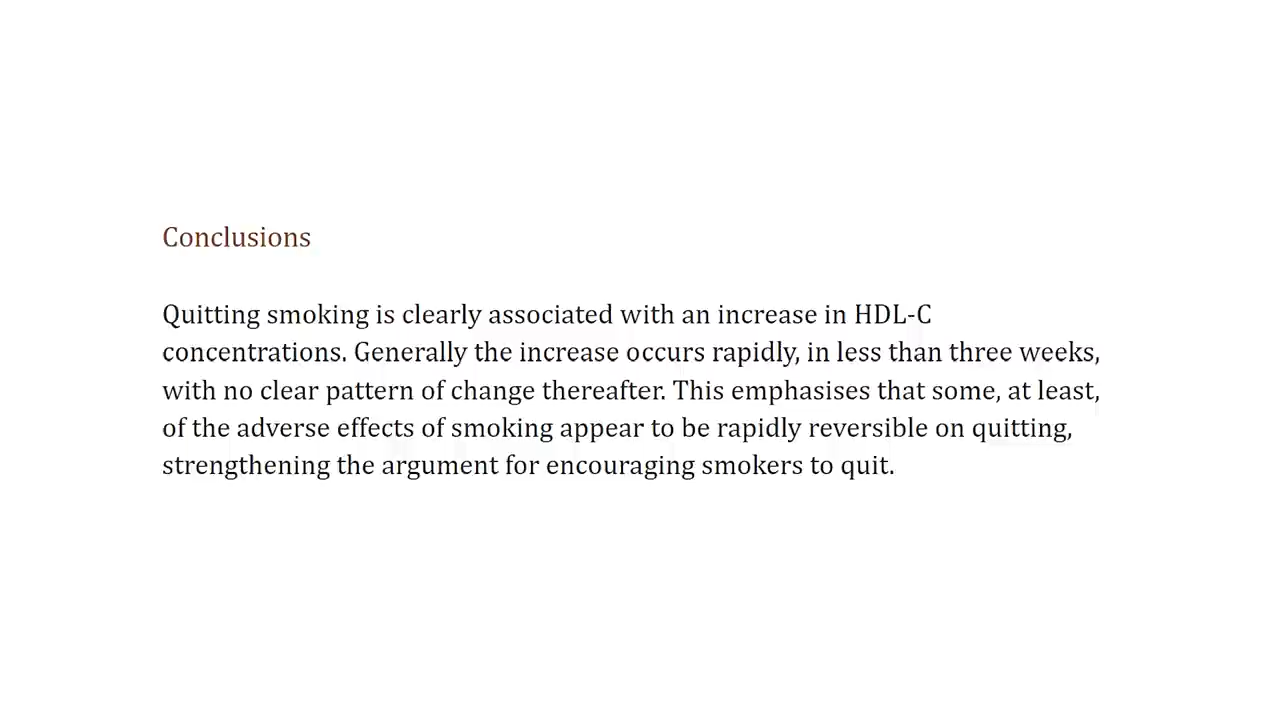 Conclusions
Quitting smoking is clearly associated with an increase in HDL-C
concentrations. Generally the increase occurs rapidly, in less than three weeks,
with no clear pattern of change thereafter. This emphasises that some, at least,
of the adverse effects of smoking appear to be rapidly reversible on quitting,
strengthening the argument for encouraging smokers to quit.